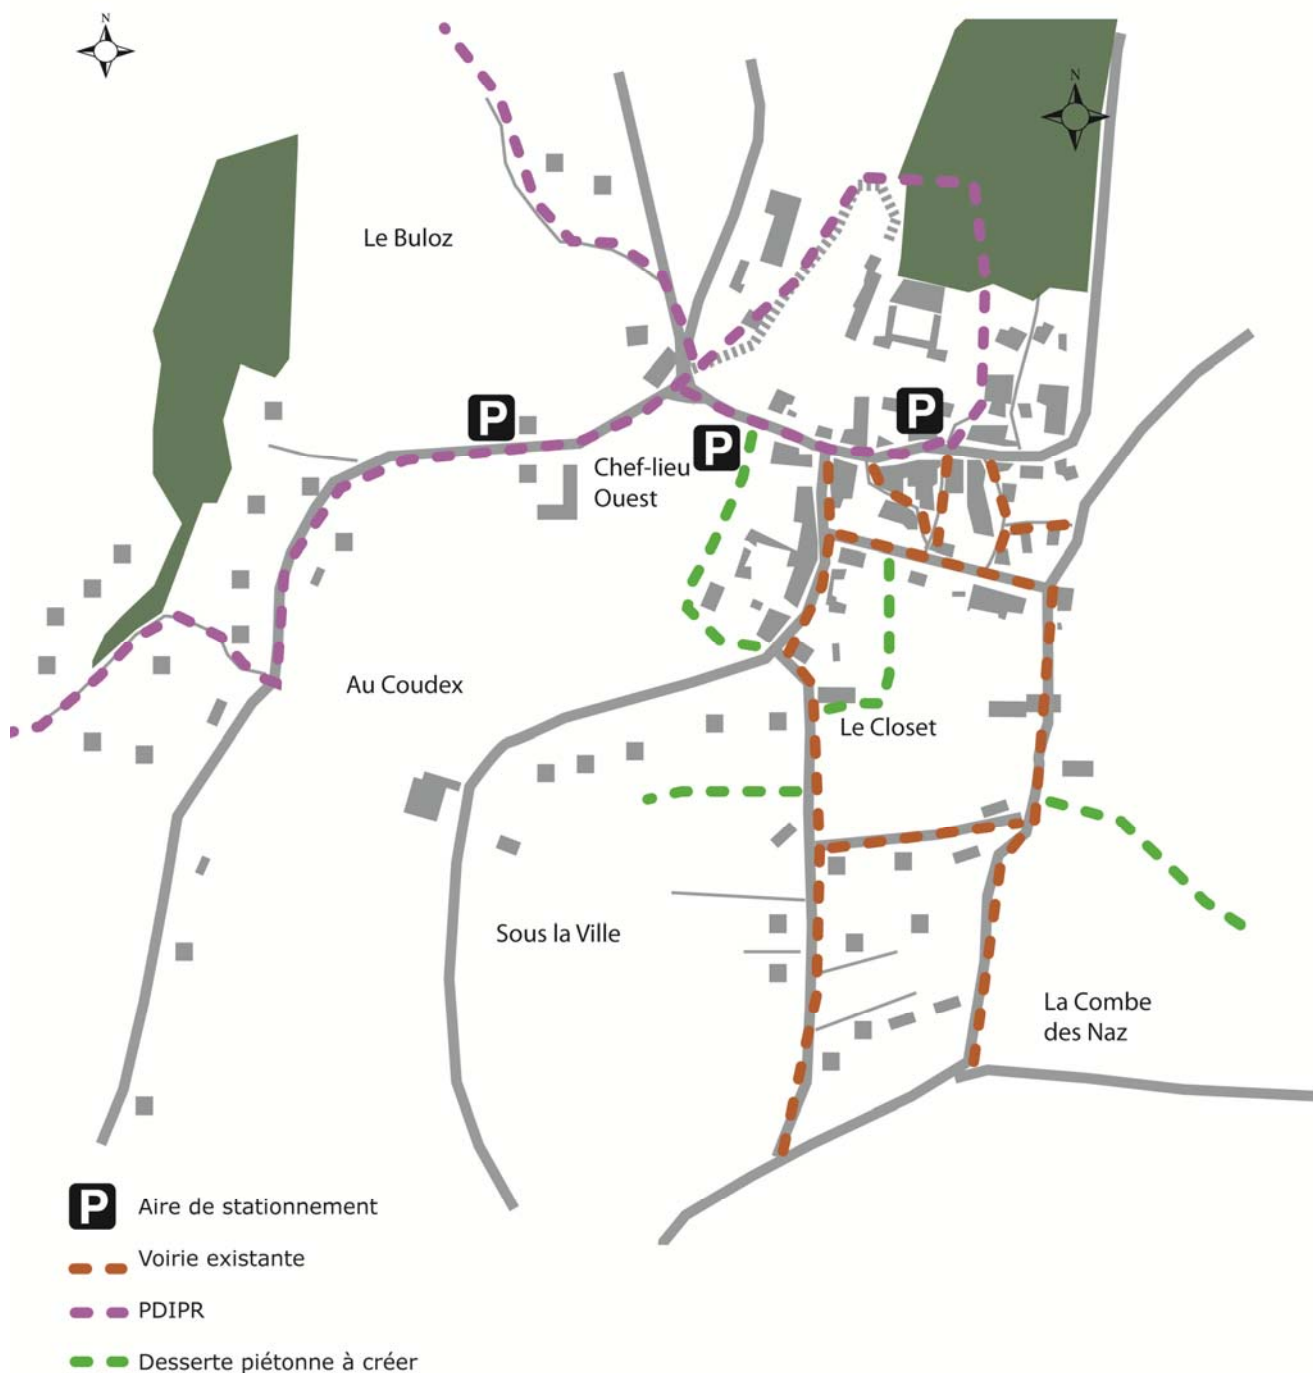 N
N
Le Buloz
P
P
P
Chef-lieu
Ouest
Au Coudex
Le Closet
Sous la Ville
La Combe
des Naz
P Aire de stationnement
Voirie existante
PDIPR
Desserte piétonne à créer